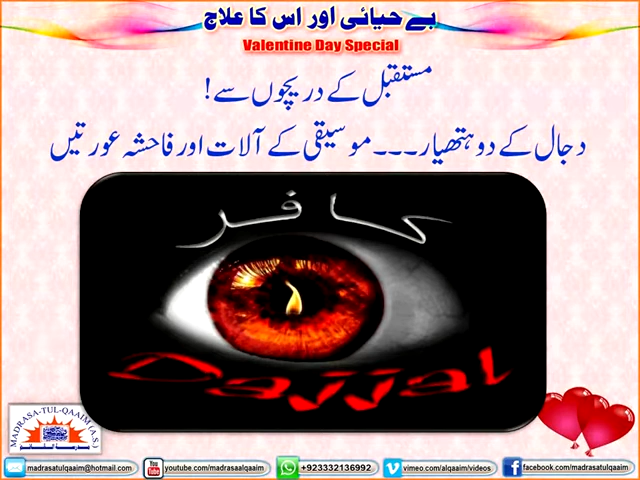 بے حیائی اور اس کا علاج
Valentine Day Special
مستقبل کے دریچوں سے!
دجال کے دو ہتھیار۔۔۔موسیقی کے آلات اور فاحشہ عورتیں
کافر
Dajjal
MADRASA-TUL-QAAIM (A.S.)
madrasatulqaaim@hotmail.com
You Tube youtube.com/madrasaalqaaim
+923332136992
vimeo.com/alqaaim/videos
facebook.com/madrasatulqaaim